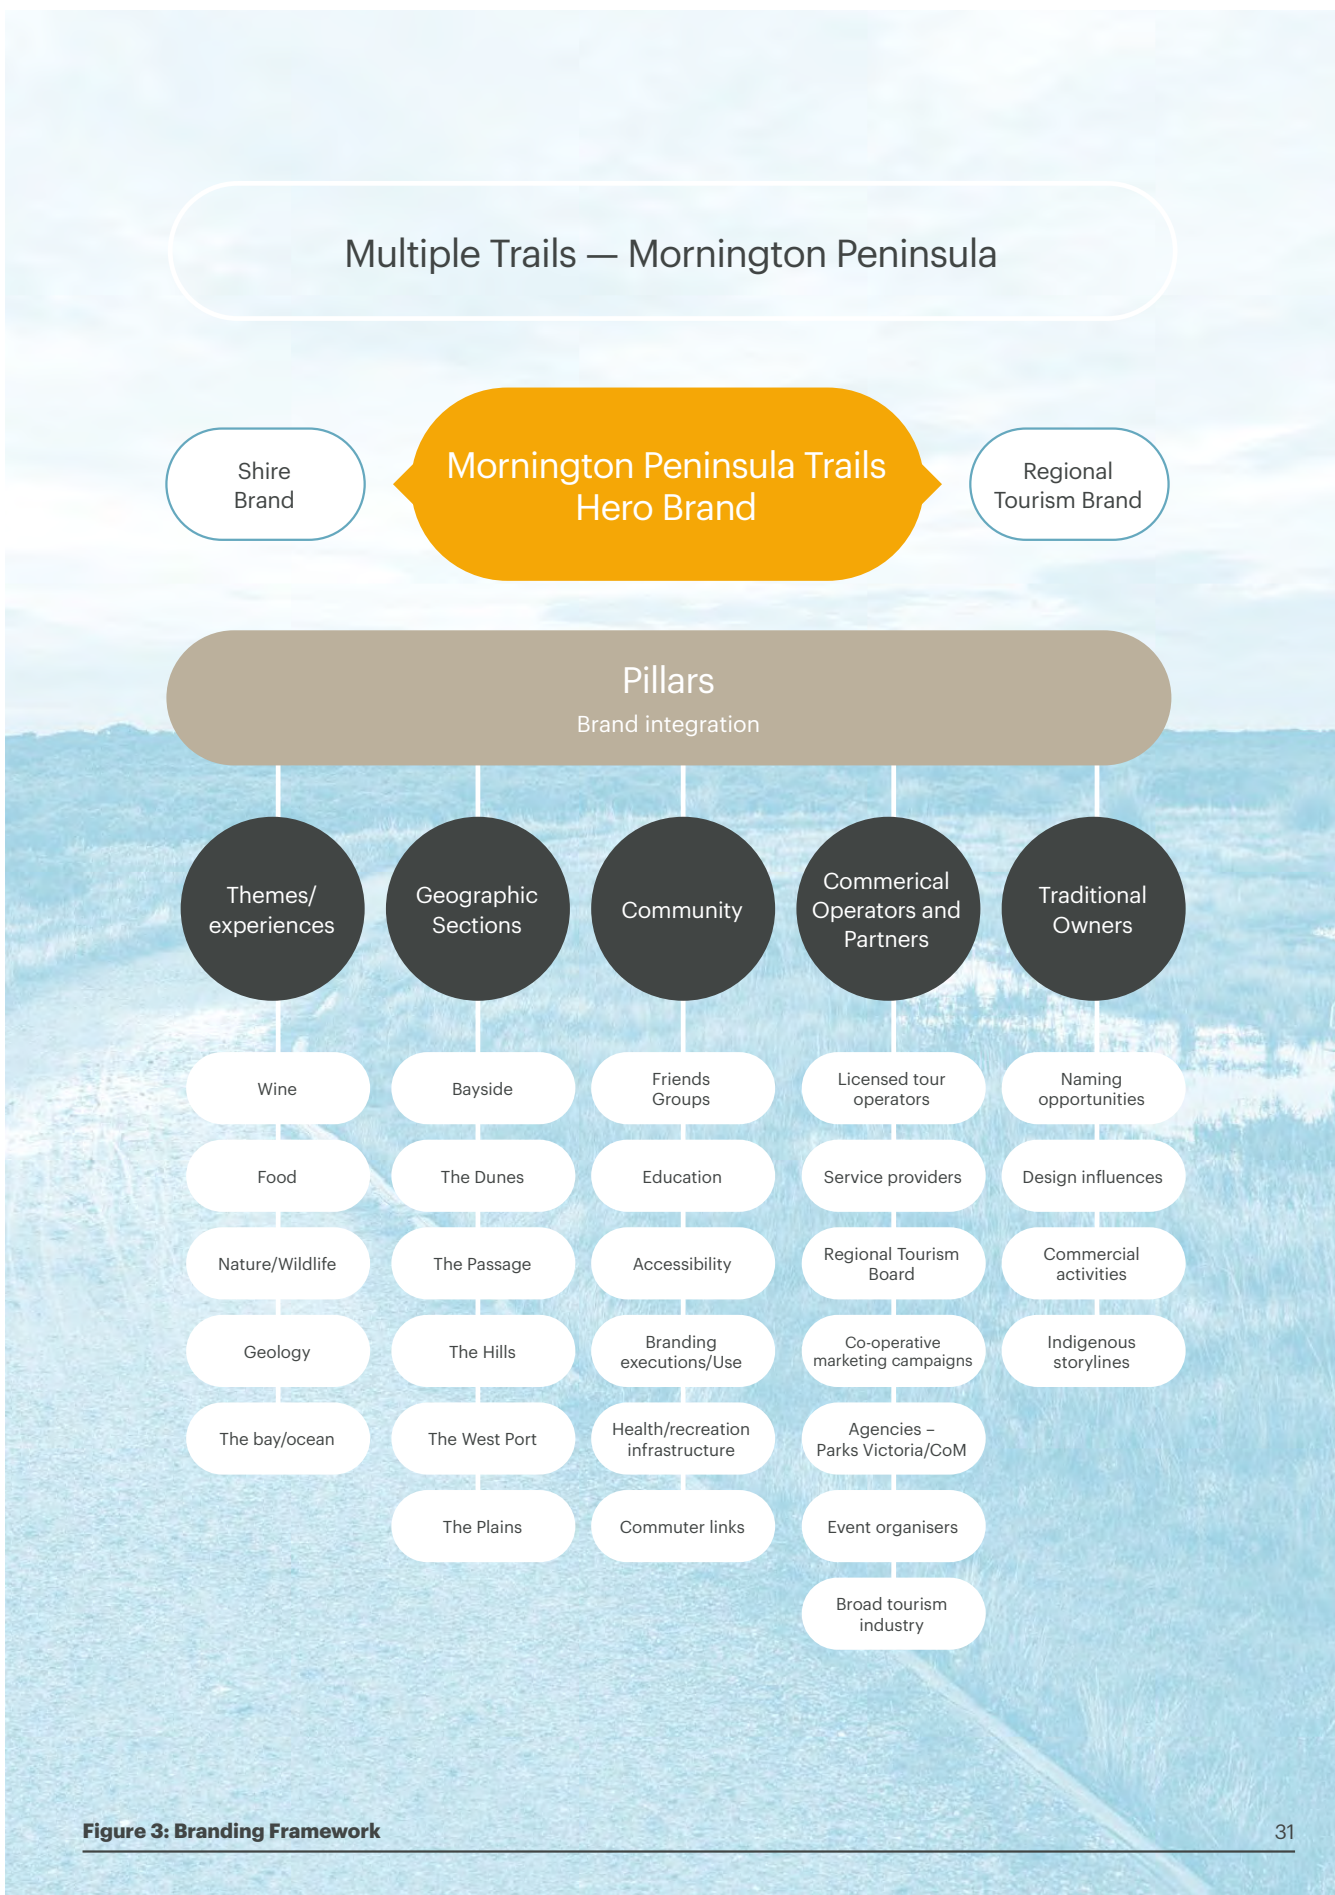 Multiple Trails — Mornington Peninsula
Shire
Brand
Mornington Peninsula Trails
Hero Brand
Regional
Tourism Brand
Pillars
Brand integration
Themes/
experiences
Wine
Food
Nature/Wildlife
Geology
The bay/ocean
Geographic
Sections
Bayside
The Dunes
The Passage
The Hills
The West Port
The Plains
Community
Friends
Groups
Education
Accessibility
Branding
executions/Use
Health/recreation
infrastructure
Commuter links
Commerical
Operators and
Partners
Licensed tour
operators
Service providers
Regional Tourism
Board
Co-operative
marketing campaigns
Agencies –
Parks Victoria/CoM
Event organisers
Broad tourism
industry
Traditional
Owners
Naming
opportunities
Design influences
Commercial
activities
Indigenous
storylines
Figure 3: Branding Framework
31